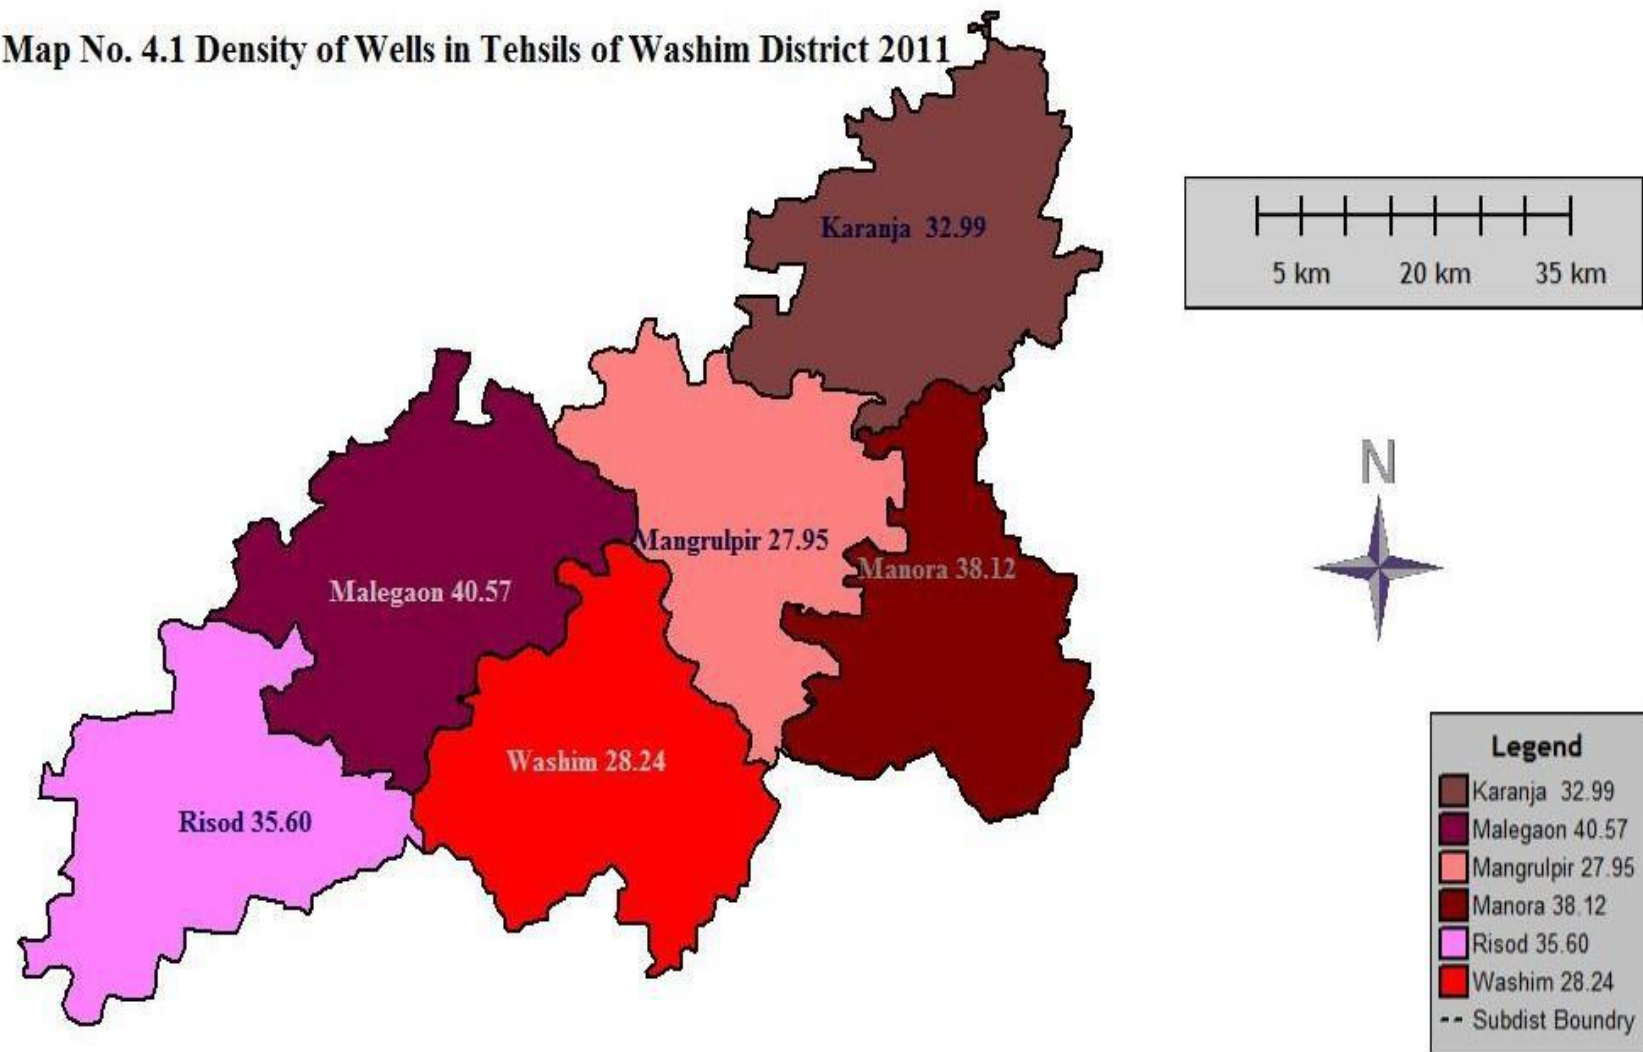 Map No. 4.1 Density of Wells in Tehsils of Washim District 2011
Karanja  32.99
5 km 20 km 35 km
N
Mangrulpir 27.95
Manora 38.12
Malegaon 40.57
Washim 28.24
Risod 35.60
Legend
Karanja  32.99
Malegaon 40.57
Mangrulpir 27.95
Manora 38.12
Risod 35.60
Washim 28.24
-- Subdist Boundry